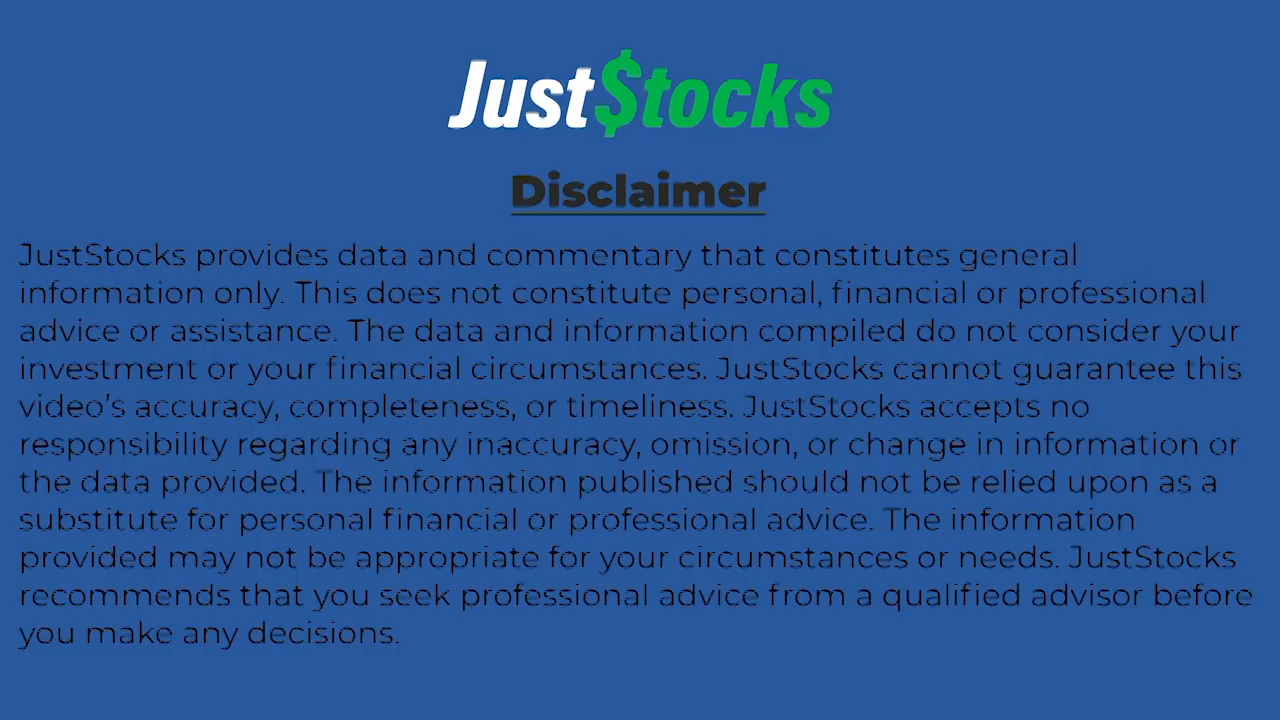 Just$tocks
Disclaimer
JustStocks provides data and commentary that constitutes general
information only. This does not constitute personal, financial or professional
advice or assistance. The data and information compiled do not consider your
investment or your financial circumstances. JustStocks cannot guarantee this
video’s accuracy, completeness, or timeliness. JustStocks accepts no
responsibility regarding any inaccuracy, omission, or change in information or
the data provided. The information published should not be relied upon as a
substitute for personal financial or professional advice. The information
provided may not be appropriate for your circumstances or needs. JustStocks
recommends that you seek professional advice from a qualified advisor before
you make any decisions.